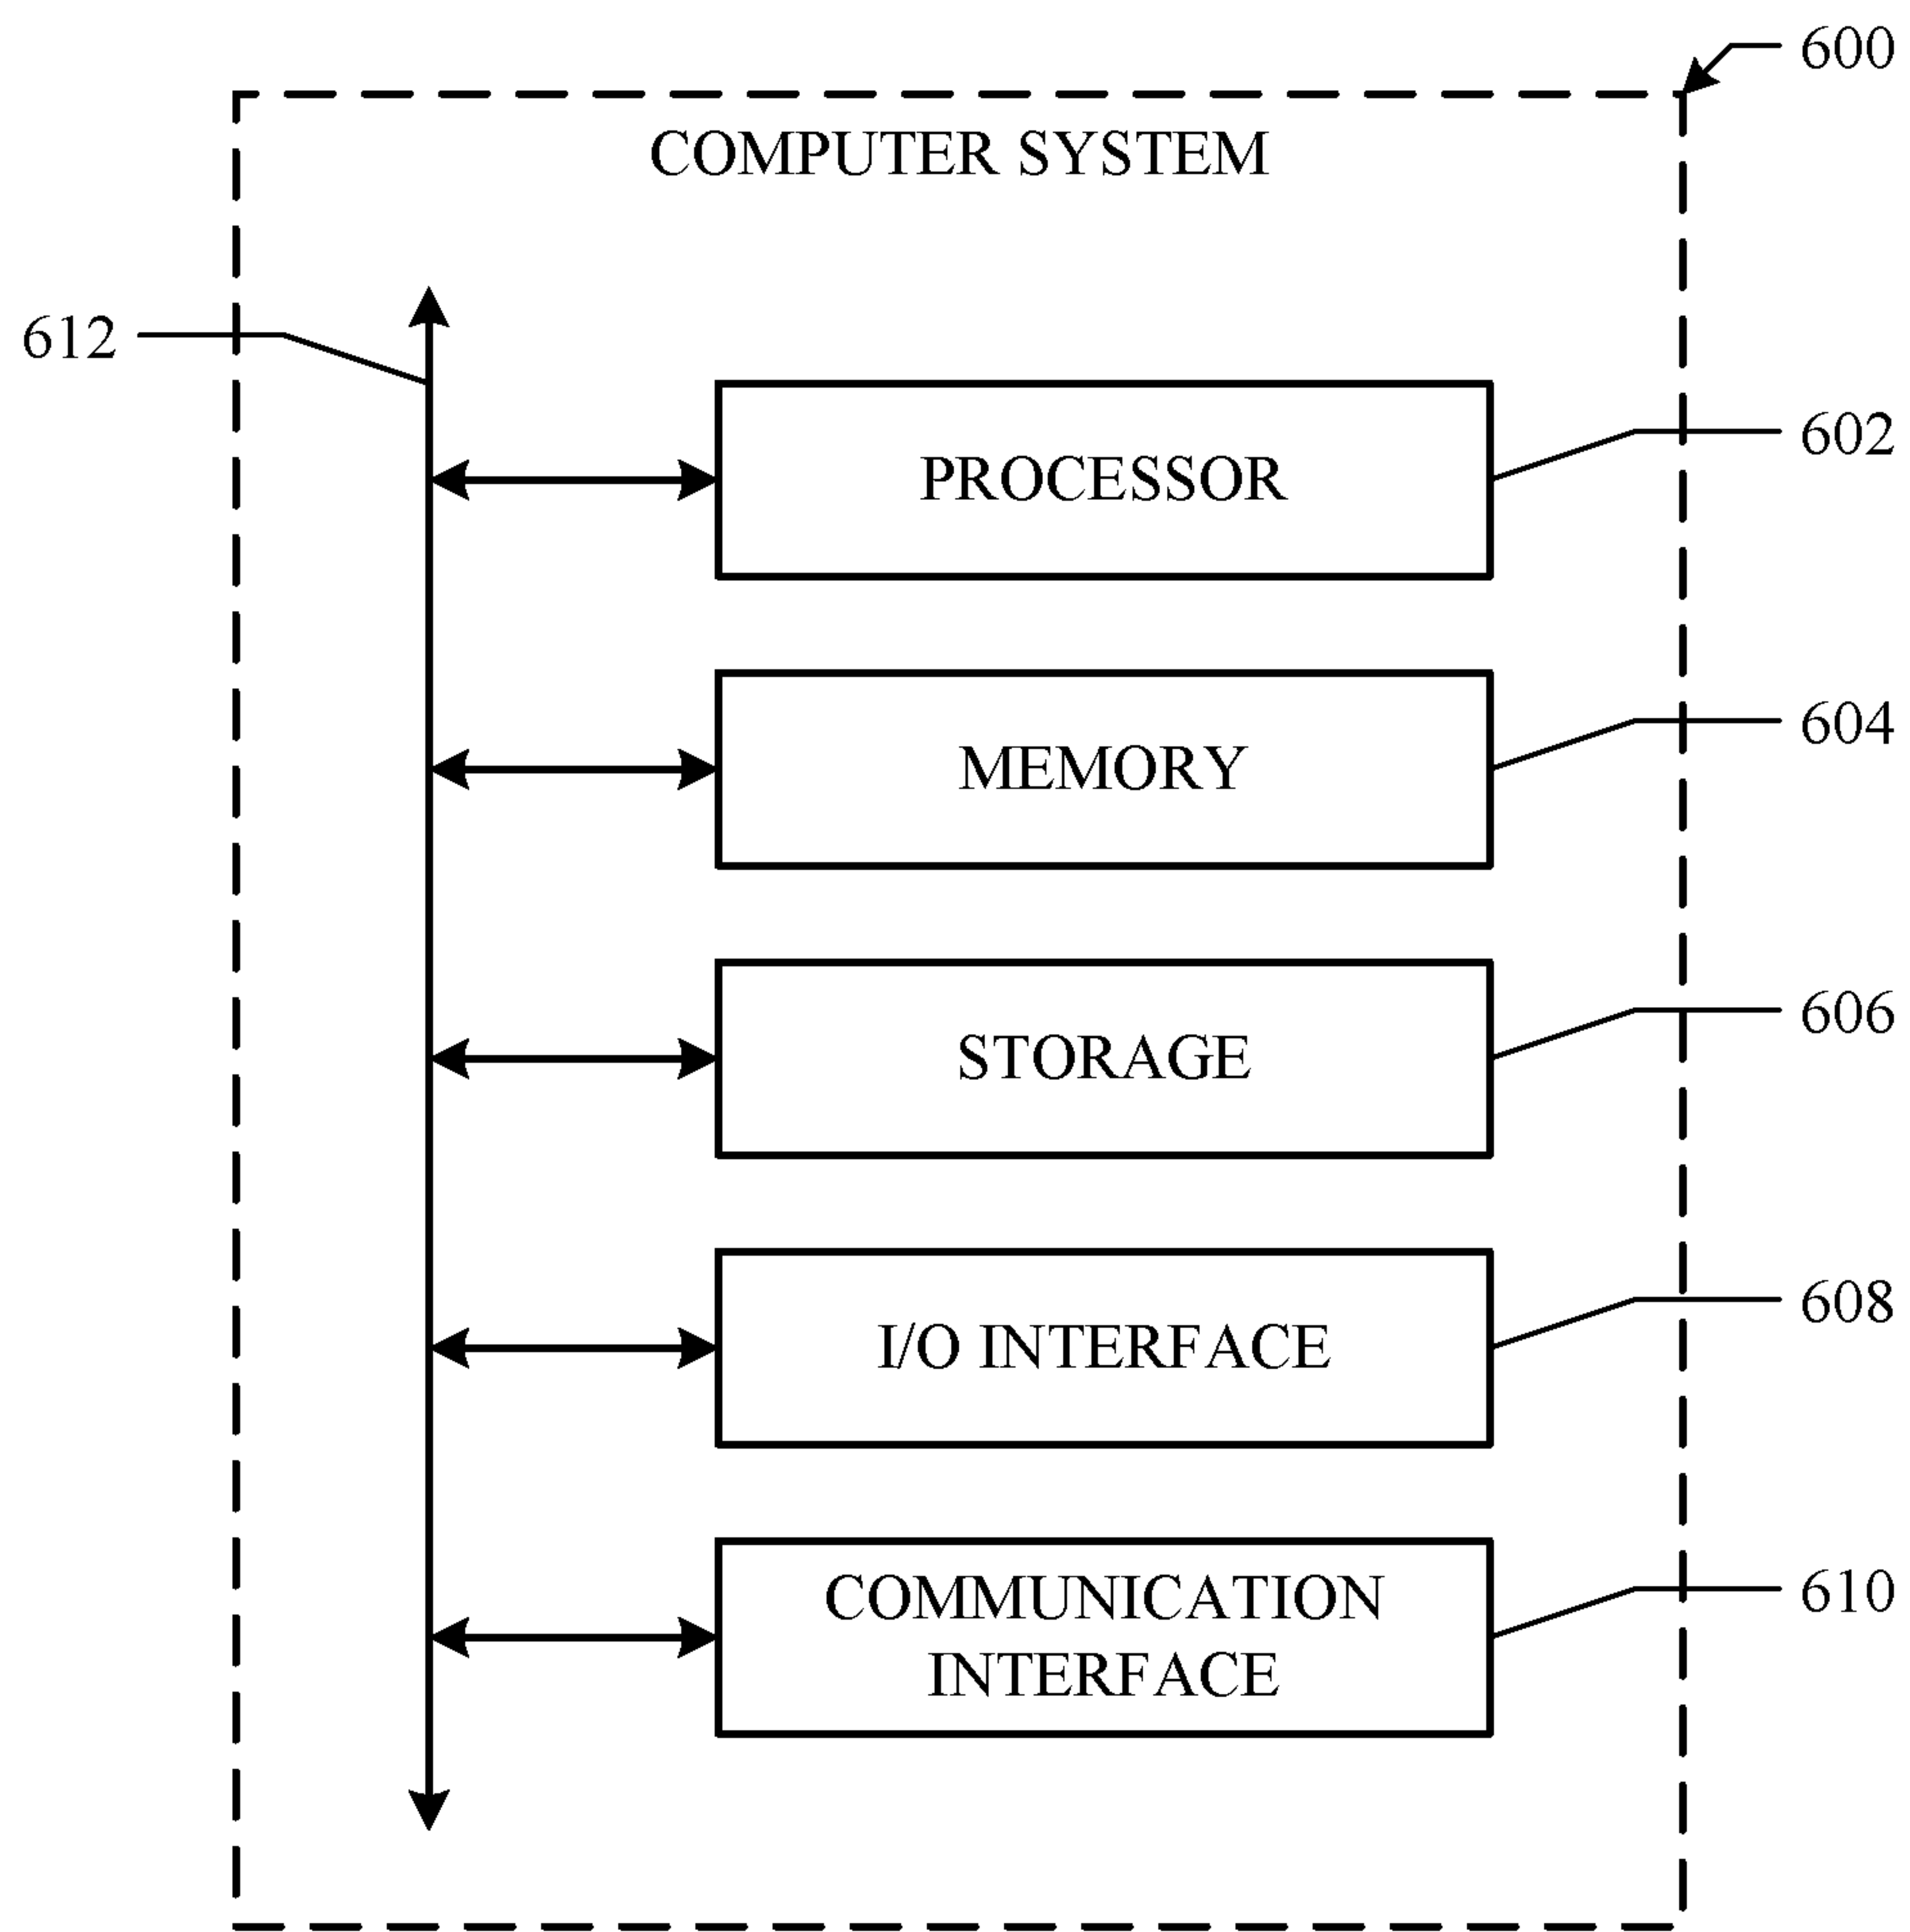 600
COMPUTER SYSTEM
612
602
PROCESSOR
604
MEMORY
606
STORAGE
608
I/O INTERFACE
610
COMMUNICATION
INTERFACE